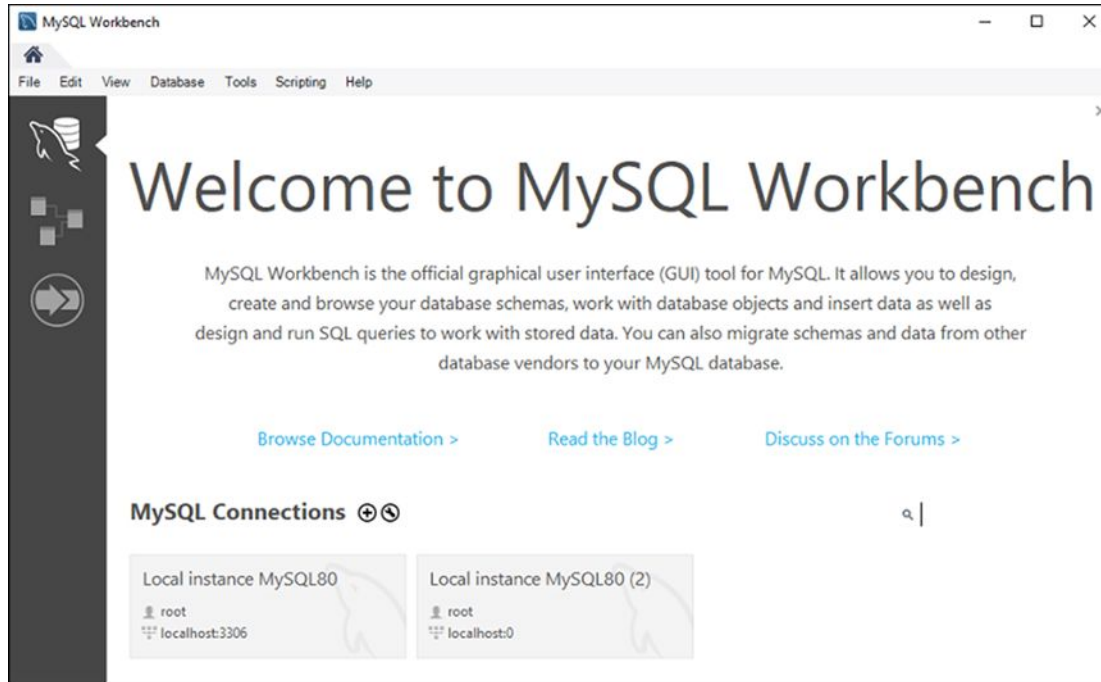 MySQL Workbench
File Edit View Database Tools Scripting Help
Welcome to MySQL Workbench
MySQL Workbench is the official graphical user interface (GUI) tool for MySQL. It allows you to design,
create and browse your database schemas, work with database objects and insert data as well as
design and run SQL queries to work with stored data. You can also migrate schemas and data from other
database vendors to your MySQL database.
Browse Documentation > Read the Blog > Discuss on the Forums >
MySQL Connections
Local instance MySQL80
root
localhost:3306
Local instance MySQL80 (2)
root
localhost:0